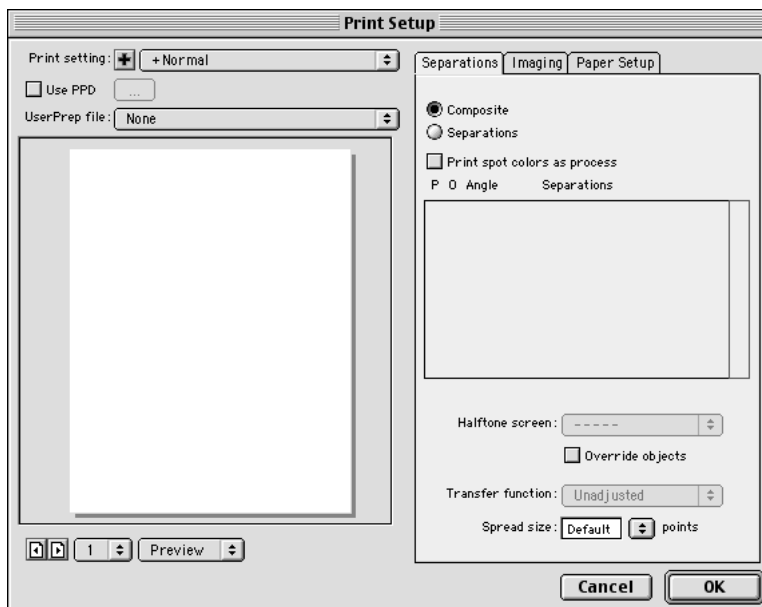 Print Setup
Print setting: + Normal
Use PPD ...
UserPrep file: None
1 Preview
Separations Imaging Paper Setup
Composite
Separations
Print spot colors as process
P O Angle Separations
Halftone screen: -----
Override objects
Transfer function: Unadjusted
Spread size: Default points
Cancel OK